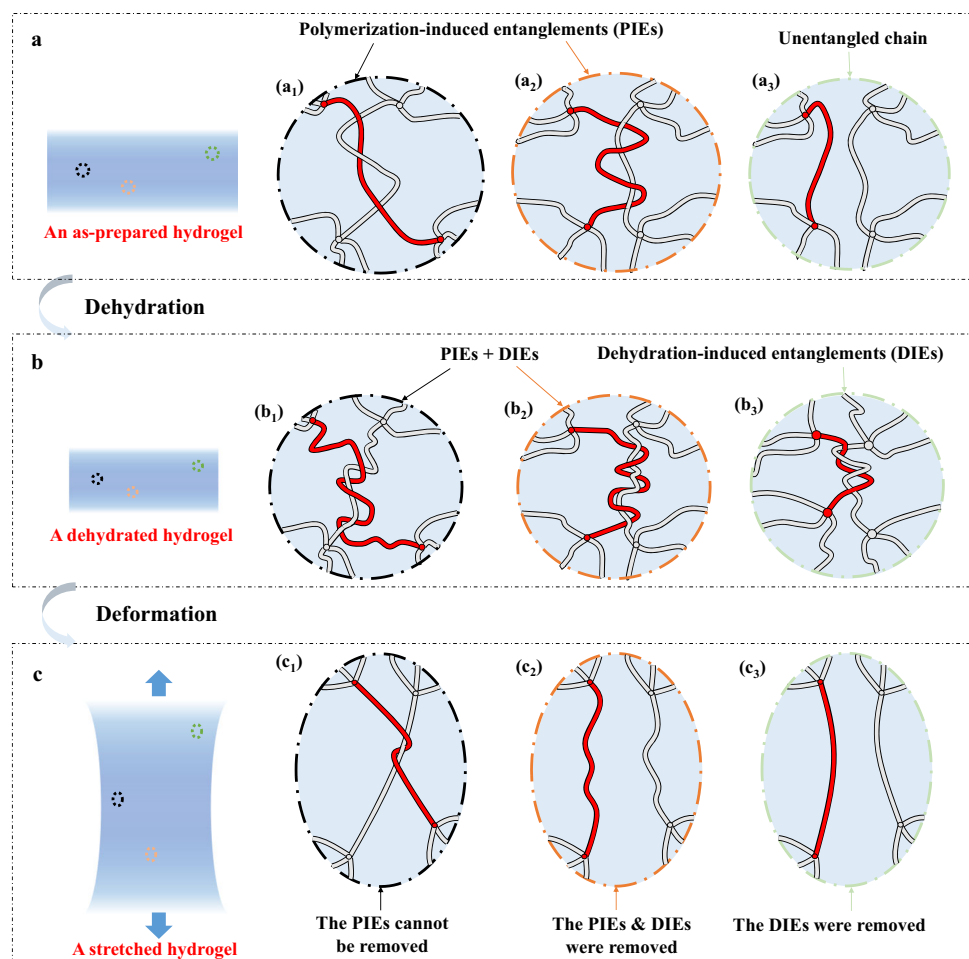 a
Polymerization-induced entanglements (PIEs)
Unentangled chain
(a1)
(a2)
(a3)
An as-prepared hydrogel
Dehydration
b
PIEs + DIEs
Dehydration-induced entanglements (DIEs)
(b1)
(b2)
(b3)
A dehydrated hydrogel
Deformation
c
(c1)
(c2)
(c3)
The PIEs cannot
be removed
The PIEs & DIEs
were removed
The DIEs were removed
A stretched hydrogel